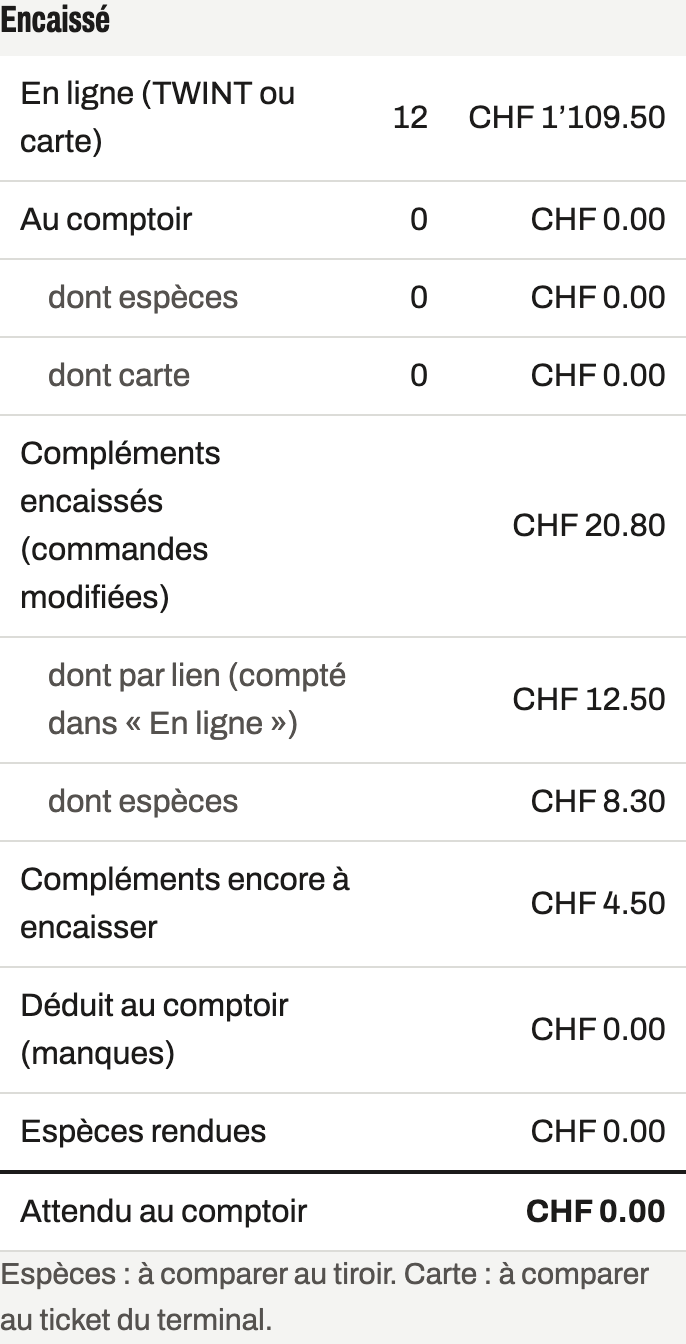 Encaissé
En ligne (TWINT ou
carte)
12
CHF 1’109.50
Au comptoir
0
CHF 0.00
dont espèces
0
CHF 0.00
dont carte
0
CHF 0.00
Compléments
encaissés
(commandes
modifiées)
CHF 20.80
dont par lien (compté
dans « En ligne »)
CHF 12.50
dont espèces
CHF 8.30
Compléments encore à
encaisser
CHF 4.50
Déduit au comptoir
(manques)
CHF 0.00
Espèces rendues
CHF 0.00
Attendu au comptoir
CHF 0.00
Espèces : à comparer au tiroir. Carte : à comparer
au ticket du terminal.